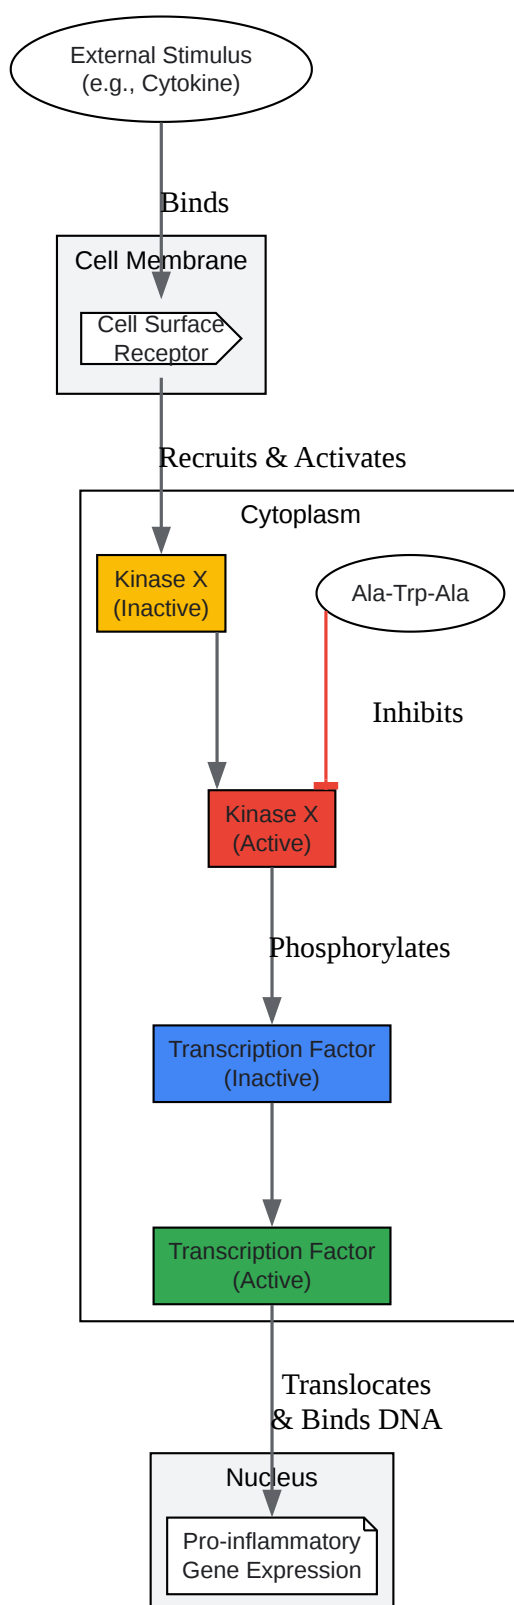 External Stimulus
(e.g., Cytokine)
Binds
Cell Membrane
Cell Surface
Receptor
Recruits & Activates
Cytoplasm
Kinase X
(Inactive)
Ala-Trp-Ala
Inhibits
Kinase X
(Active)
Phosphorylates
Transcription Factor
(Inactive)
Transcription Factor
(Active)
Translocates
& Binds DNA
Nucleus
Pro-inflammatory
Gene Expression